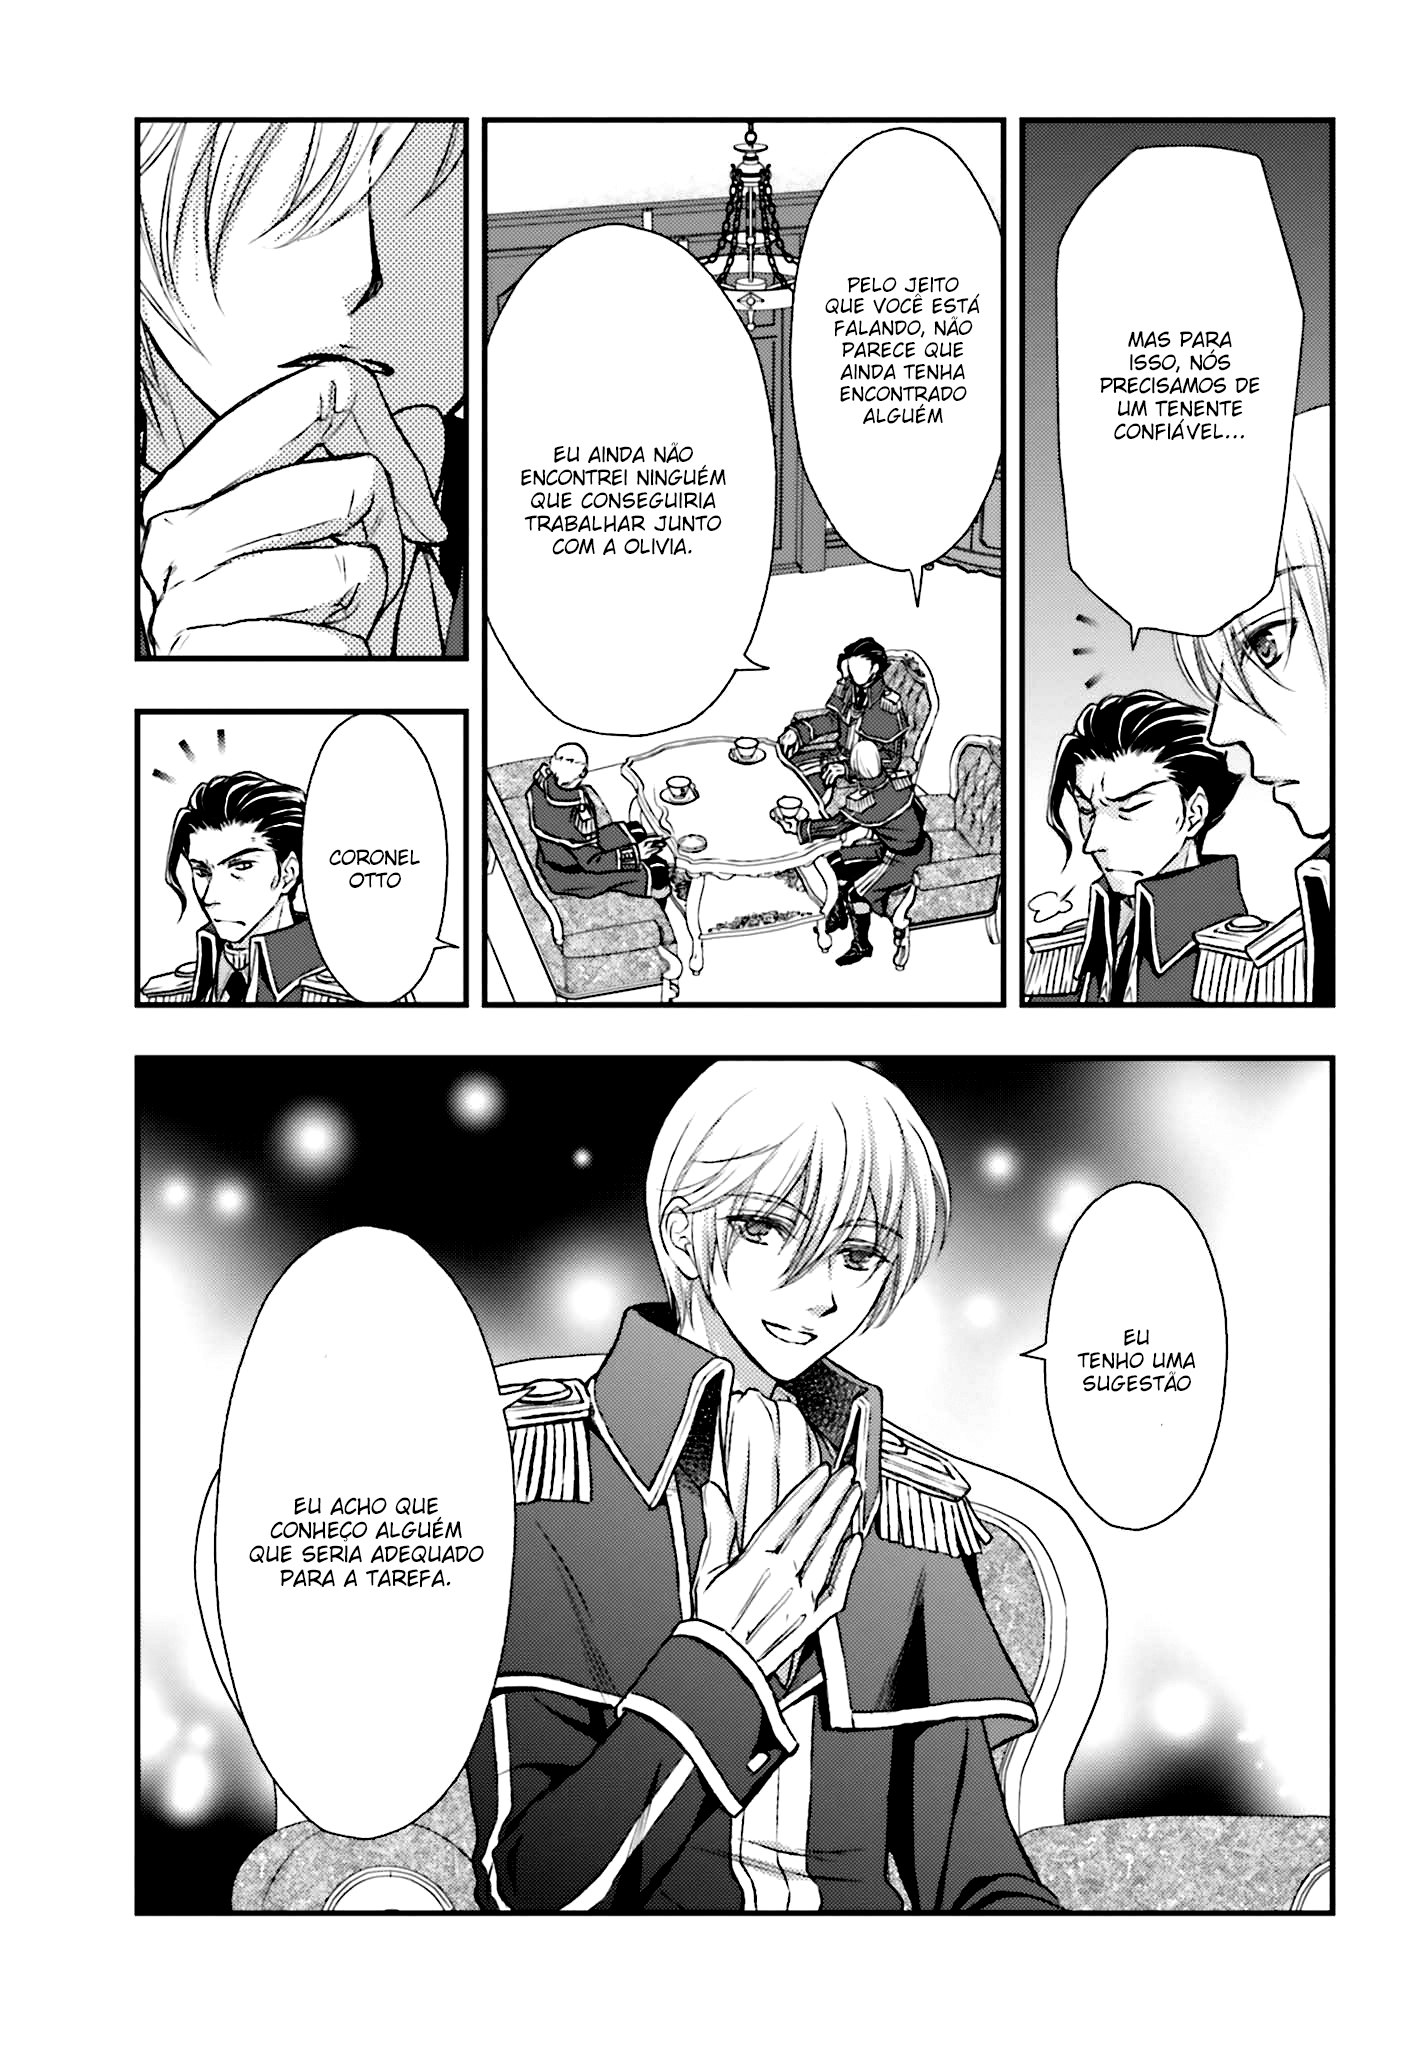 MAS PARA
ISSO, NÓS
PRECISAMOS DE
UM TENENTE
CONFIÁVEL...
PELO JEITO
QUE VOCÊ ESTÁ
FALANDO, NÃO
PARECE QUE
AINDA TENHA
ENCONTRADO
ALGUÉM
EU AINDA NÃO
ENCONTREI NINGUÉM
QUE CONSEGUIRIA
TRABALHAR JUNTO
COM A OLIVIA.
CORONEL
OTTO
EU
TENHO UMA
SUGESTÃO
EU ACHO QUE
CONHEÇO ALGUÉM
QUE SERIA ADEQUADO
PARA A TAREFA.